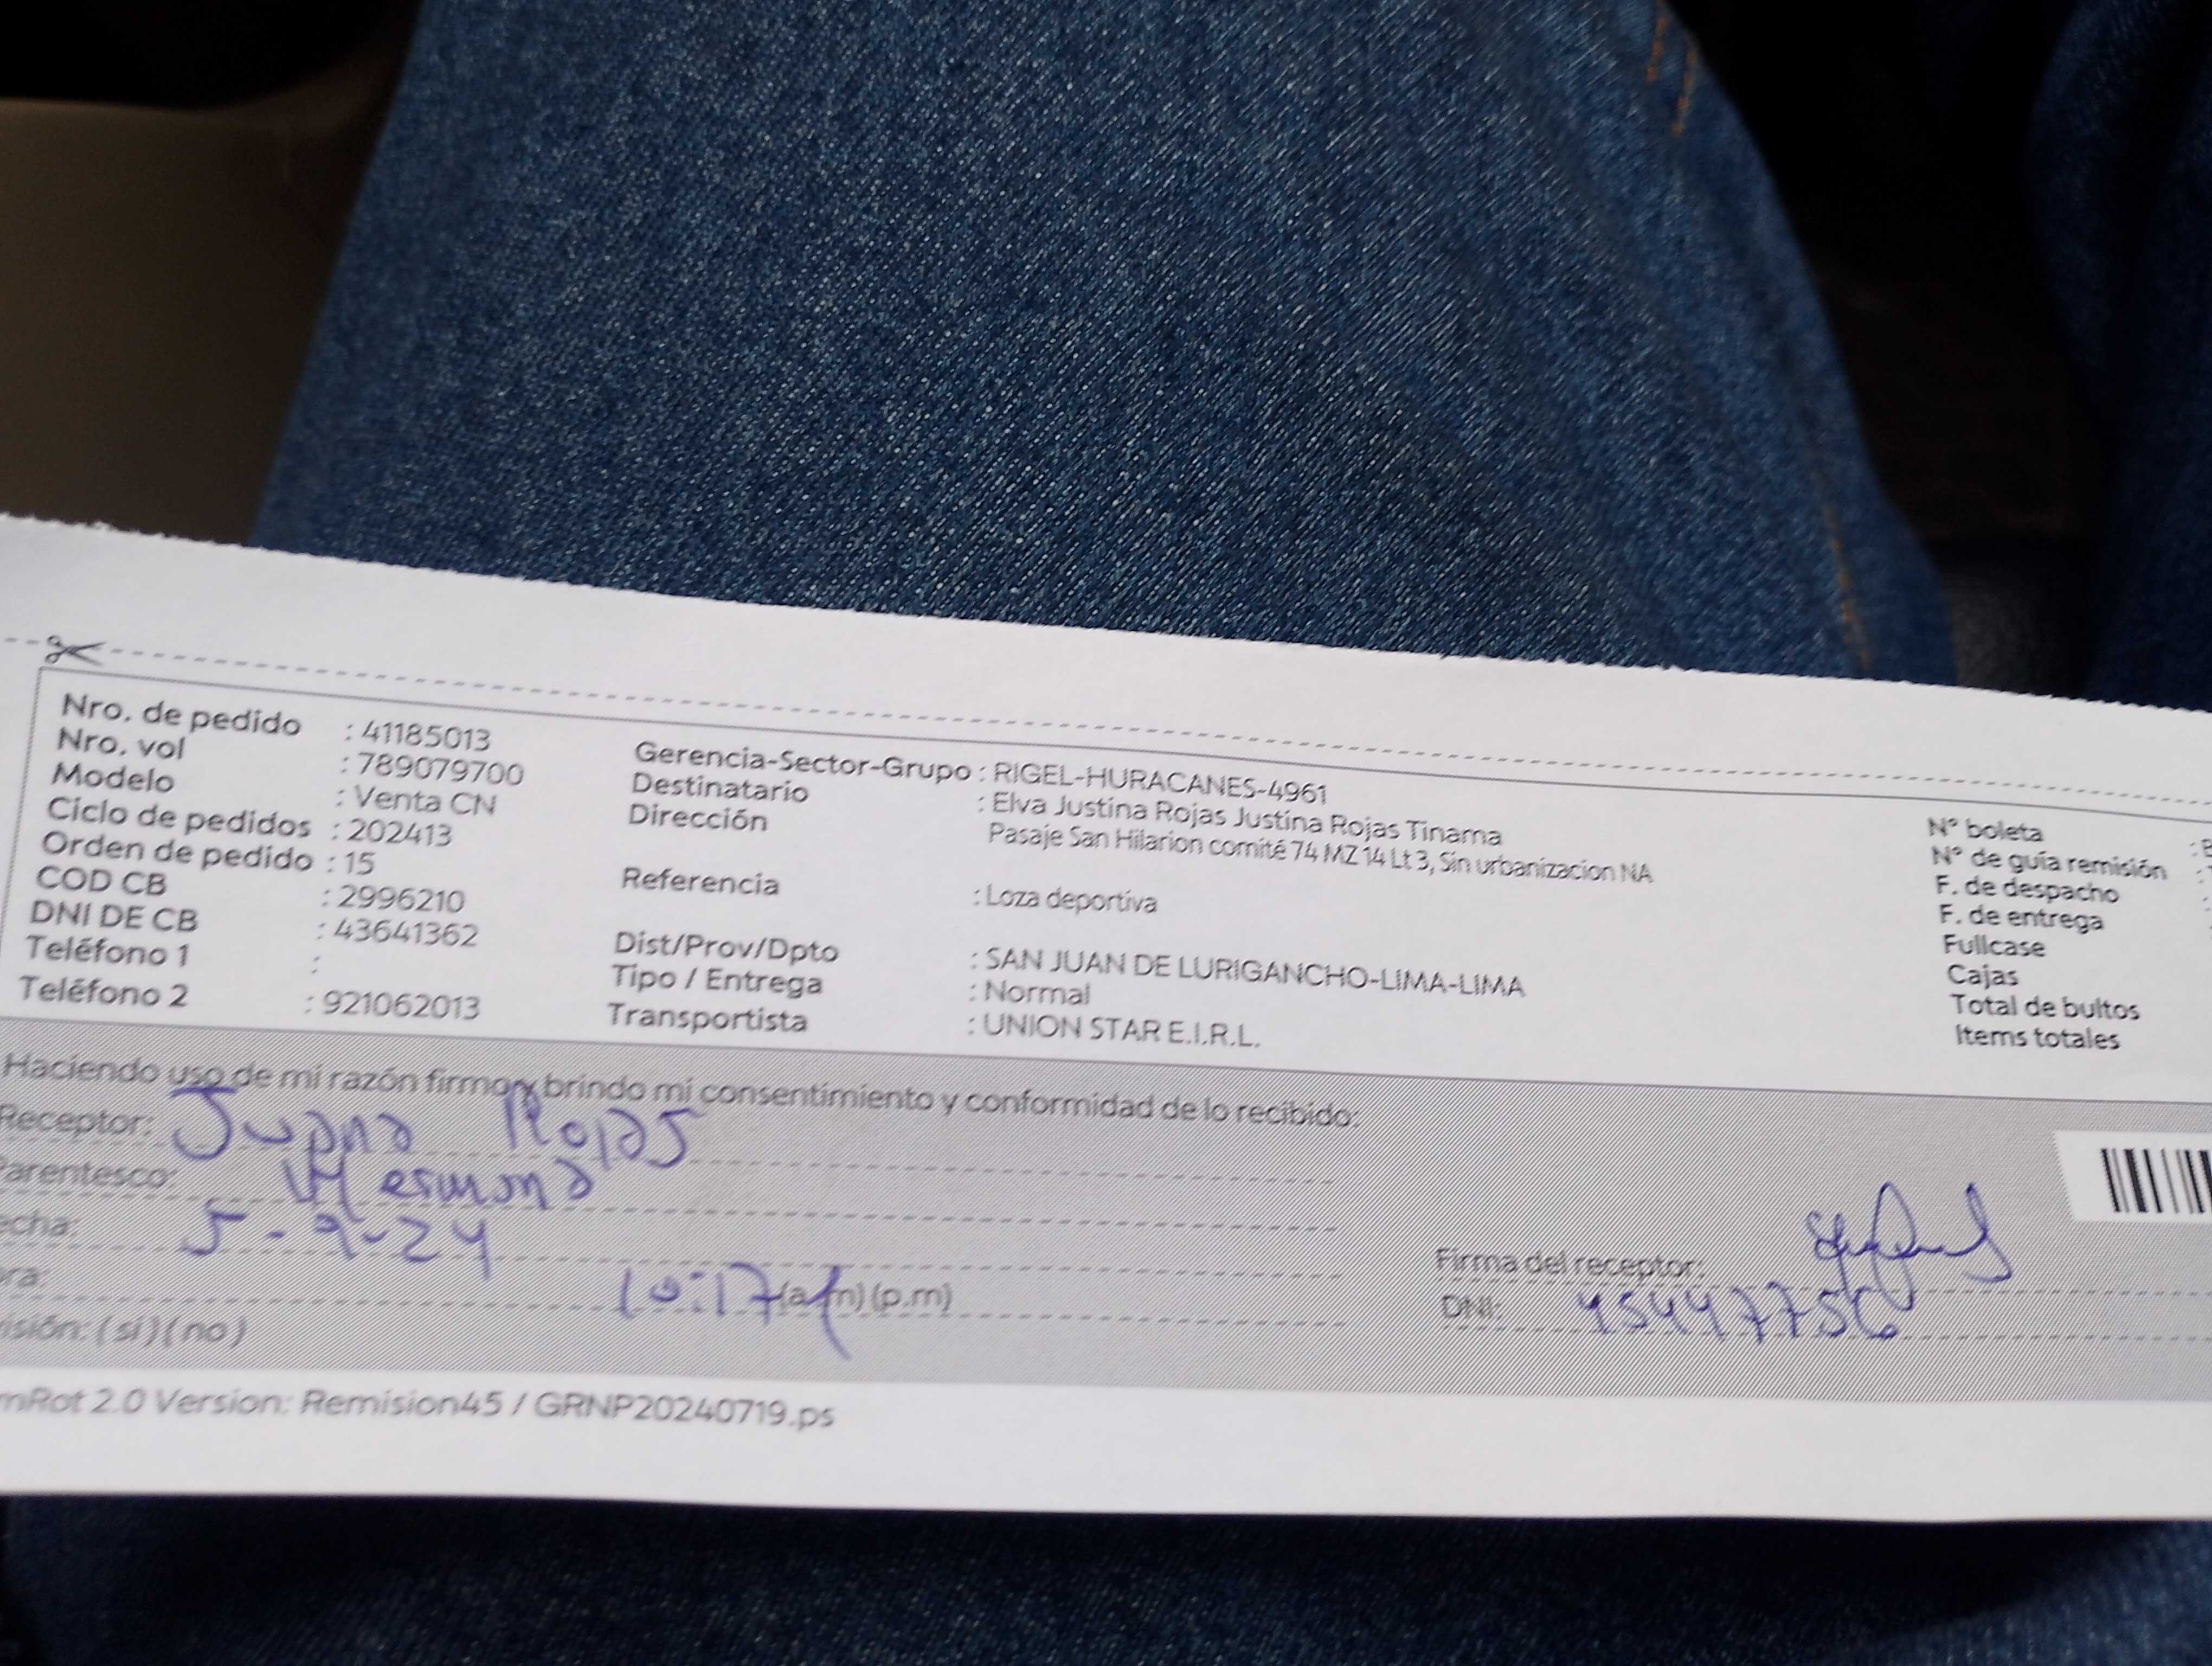 Nro. de pedido : 41185013
Nro. vol : 789079700
Modelo : Venta CN
Ciclo de pedidos : 202413
Orden de pedido : 15
COD CB : 2996210
DNI DE CB : 43641362
Teléfono 1 :
Teléfono 2 : 921062013
Gerencia-Sector-Grupo : RIGEL-HURACANES-4961
Destinatario : Elva Justina Rojas Justina Rojas Tinama
Dirección Pasaje San Hilarion comité 74 MZ 14 Lt 3, Sin urbanizacion NA
Referencia : Loza deportiva
Dist/Prov/Dpto : SAN JUAN DE LURIGANCHO-LIMA-LIMA
Tipo / Entrega : Normal
Transportista : UNION STAR E.I.R.L.
N° boleta :
N° de guía remisión :
F. de despacho :
F. de entrega
Fullcase
Cajas
Total de bultos
Items totales
Haciendo uso de mi razón firmo y brindo mi consentimiento y conformidad de lo recibido:
Receptor: Juana Rojas
Parentesco: Hermana
echa: 5-9-24
ra: 10:17 (a.m) (p.m)
isión: (si) (no)
Firma del receptor:
DNI: 45447756
mRot 2.0 Version: Remision45 / GRNP20240719.ps